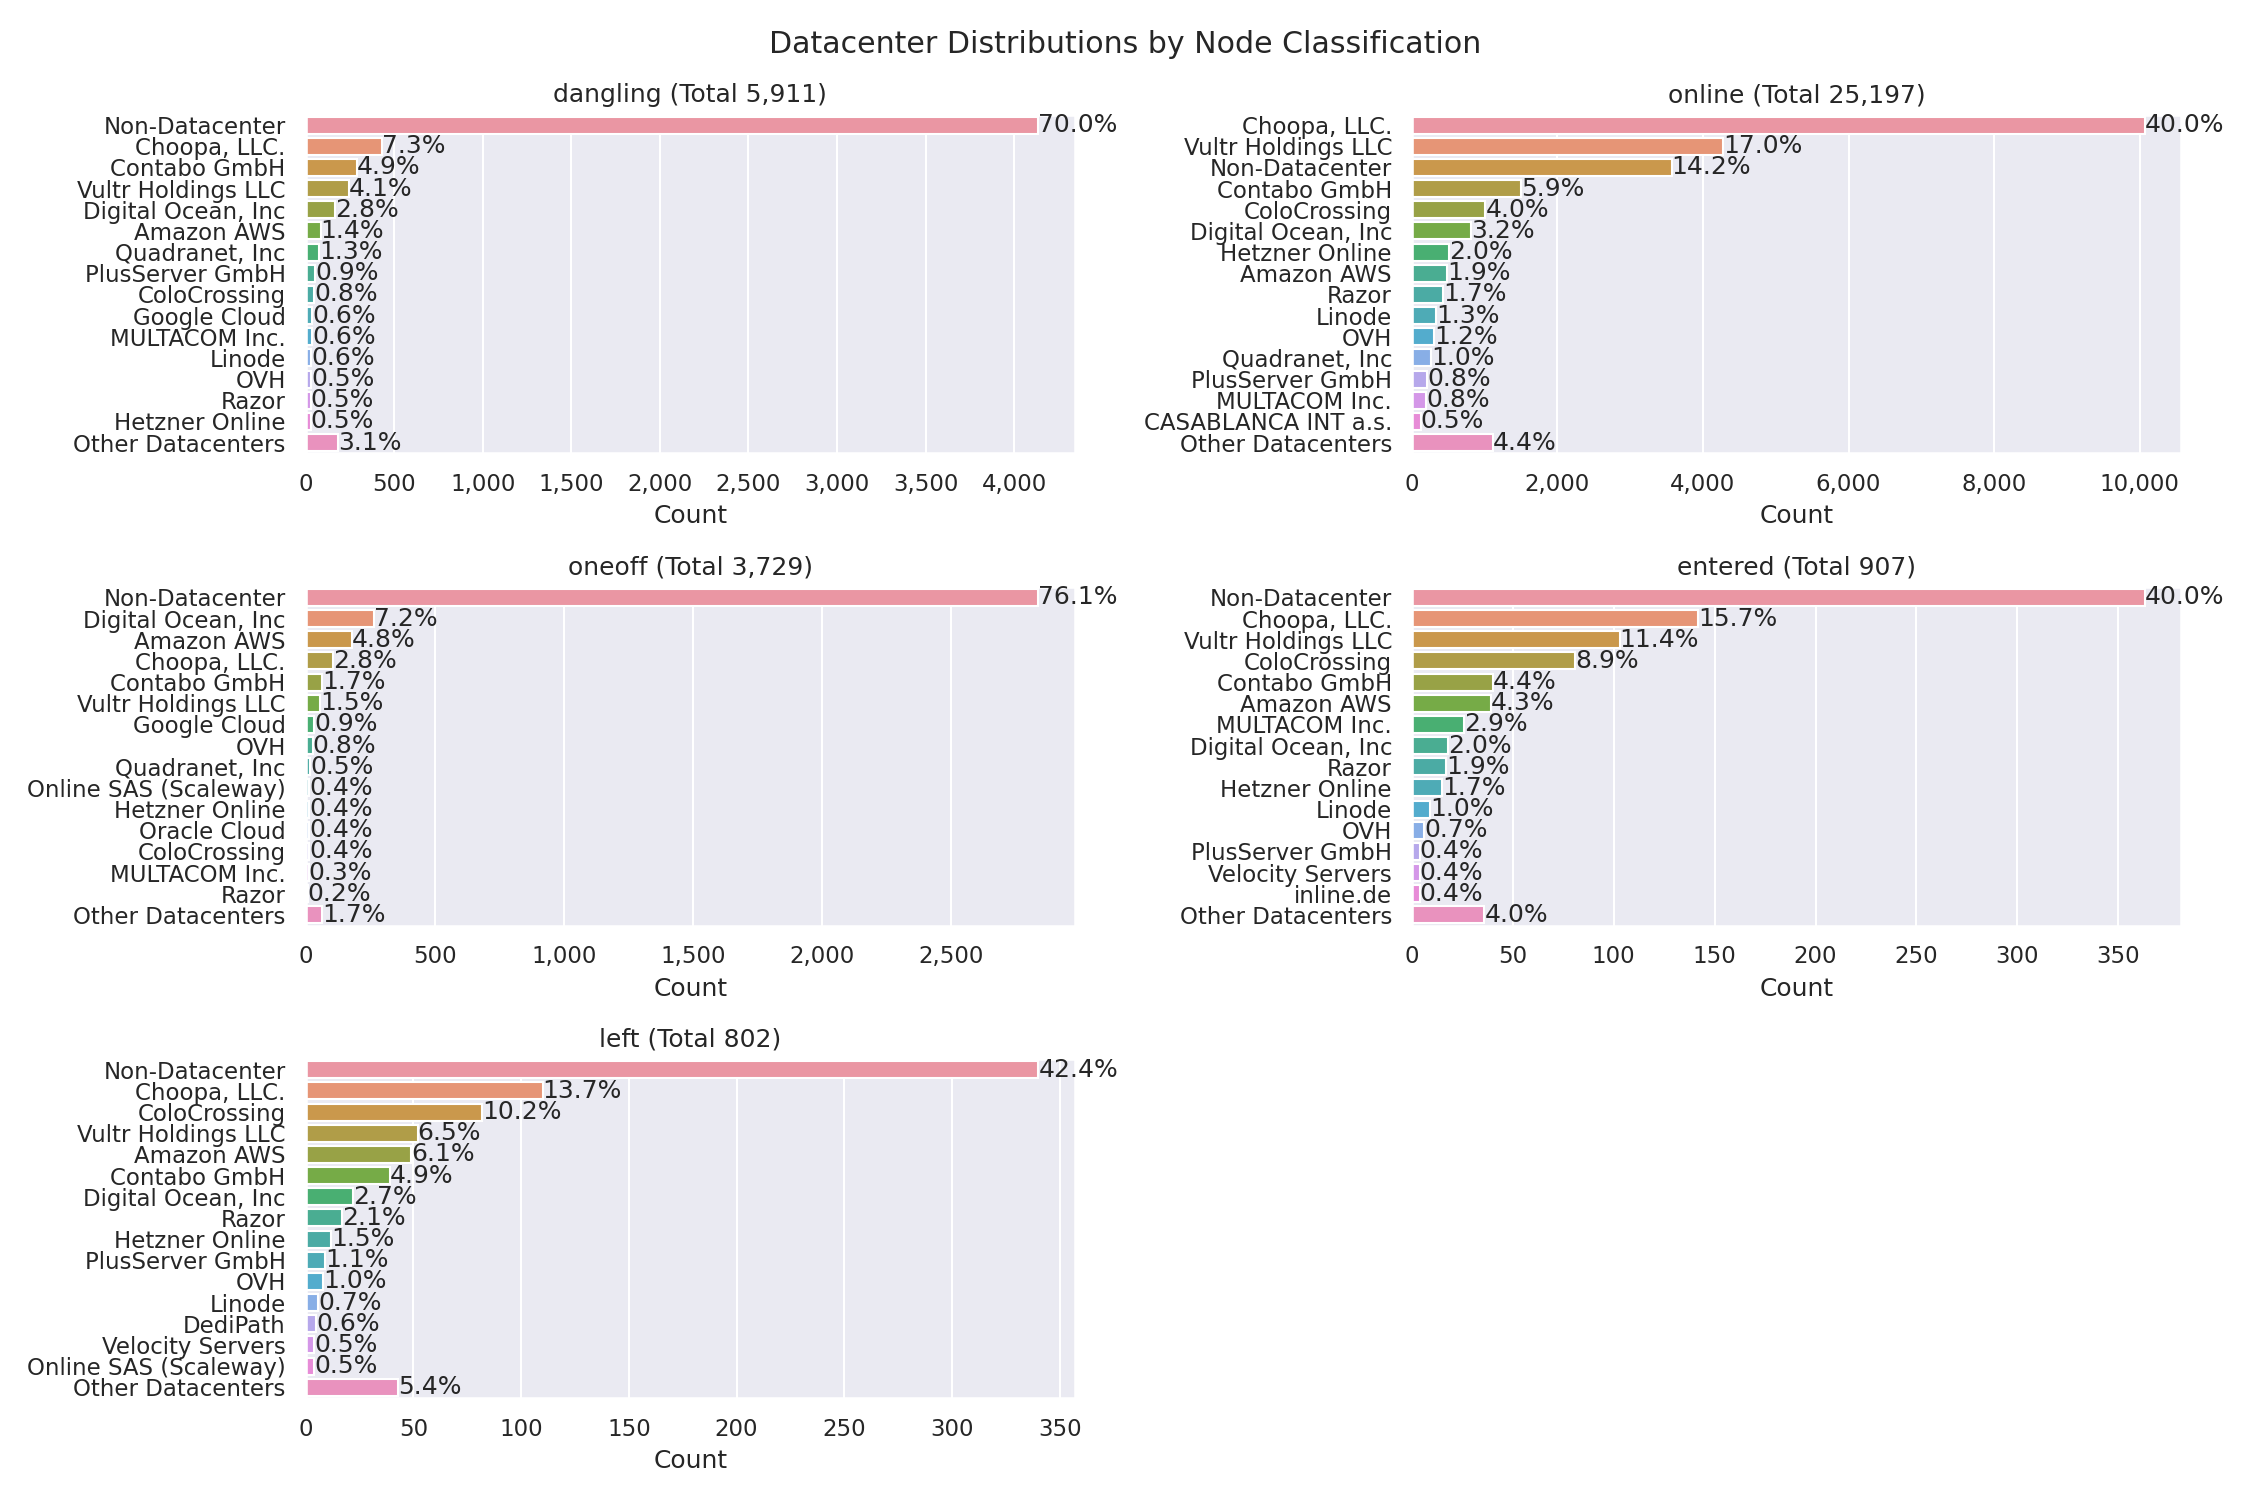 Datacenter Distributions by Node Classification
dangling (Total 5,911)
Non-Datacenter 70.0%
Choopa, LLC. 7.3%
Contabo GmbH 4.9%
Vultr Holdings LLC 4.1%
Digital Ocean, Inc 2.8%
Amazon AWS 1.4%
Quadranet, Inc 1.3%
PlusServer GmbH 0.9%
ColoCrossing 0.8%
Google Cloud 0.6%
MULTACOM Inc. 0.6%
Linode 0.6%
OVH 0.5%
Razor 0.5%
Hetzner Online 0.5%
Other Datacenters 3.1%
0 500 1,000 1,500 2,000 2,500 3,000 3,500 4,000
Count
online (Total 25,197)
Choopa, LLC. 40.0%
Vultr Holdings LLC 17.0%
Non-Datacenter 14.2%
Contabo GmbH 5.9%
ColoCrossing 4.0%
Digital Ocean, Inc 3.2%
Hetzner Online 2.0%
Amazon AWS 1.9%
Razor 1.7%
Linode 1.3%
OVH 1.2%
Quadranet, Inc 1.0%
PlusServer GmbH 0.8%
MULTACOM Inc. 0.8%
CASABLANCA INT a.s. 0.5%
Other Datacenters 4.4%
0 2,000 4,000 6,000 8,000 10,000
Count
oneoff (Total 3,729)
Non-Datacenter 76.1%
Digital Ocean, Inc 7.2%
Amazon AWS 4.8%
Choopa, LLC. 2.8%
Contabo GmbH 1.7%
Vultr Holdings LLC 1.5%
Google Cloud 0.9%
OVH 0.8%
Quadranet, Inc 0.5%
Online SAS (Scaleway) 0.4%
Hetzner Online 0.4%
Oracle Cloud 0.4%
ColoCrossing 0.4%
MULTACOM Inc. 0.3%
Razor 0.2%
Other Datacenters 1.7%
0 500 1,000 1,500 2,000 2,500
Count
entered (Total 907)
Non-Datacenter 40.0%
Choopa, LLC. 15.7%
Vultr Holdings LLC 11.4%
ColoCrossing 8.9%
Contabo GmbH 4.4%
Amazon AWS 4.3%
MULTACOM Inc. 2.9%
Digital Ocean, Inc 2.0%
Razor 1.9%
Hetzner Online 1.7%
Linode 1.0%
OVH 0.7%
PlusServer GmbH 0.4%
Velocity Servers 0.4%
inline.de 0.4%
Other Datacenters 4.0%
0 50 100 150 200 250 300 350
Count
left (Total 802)
Non-Datacenter 42.4%
Choopa, LLC. 13.7%
ColoCrossing 10.2%
Vultr Holdings LLC 6.5%
Amazon AWS 6.1%
Contabo GmbH 4.9%
Digital Ocean, Inc 2.7%
Razor 2.1%
Hetzner Online 1.5%
PlusServer GmbH 1.1%
OVH 1.0%
Linode 0.7%
DediPath 0.6%
Velocity Servers 0.5%
Online SAS (Scaleway) 0.5%
Other Datacenters 5.4%
0 50 100 150 200 250 300 350
Count